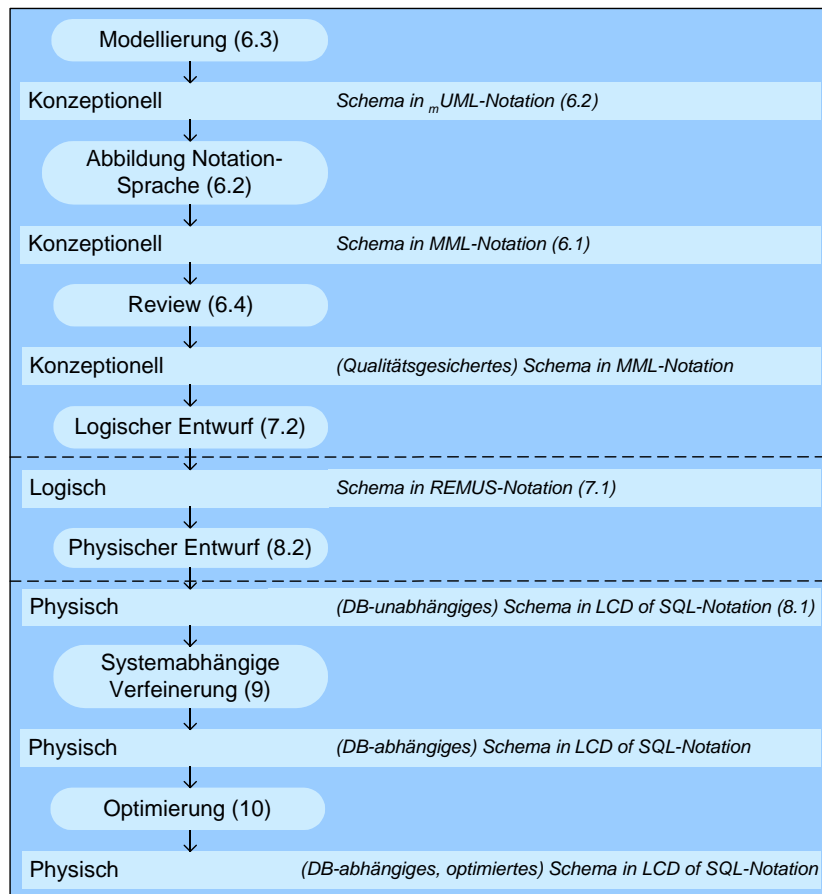 Modellierung (6.3)
Konzeptionell Schema in mUML-Notation (6.2)
Abbildung Notation-
Sprache (6.2)
Konzeptionell Schema in MML-Notation (6.1)
Review (6.4)
Konzeptionell (Qualitätsgesichertes) Schema in MML-Notation
Logischer Entwurf (7.2)
Logisch Schema in REMUS-Notation (7.1)
Physischer Entwurf (8.2)
Physisch (DB-unabhängiges) Schema in LCD of SQL-Notation (8.1)
Systemabhängige
Verfeinerung (9)
Physisch (DB-abhängiges) Schema in LCD of SQL-Notation
Optimierung (10)
Physisch (DB-abhängiges, optimiertes) Schema in LCD of SQL-Notation